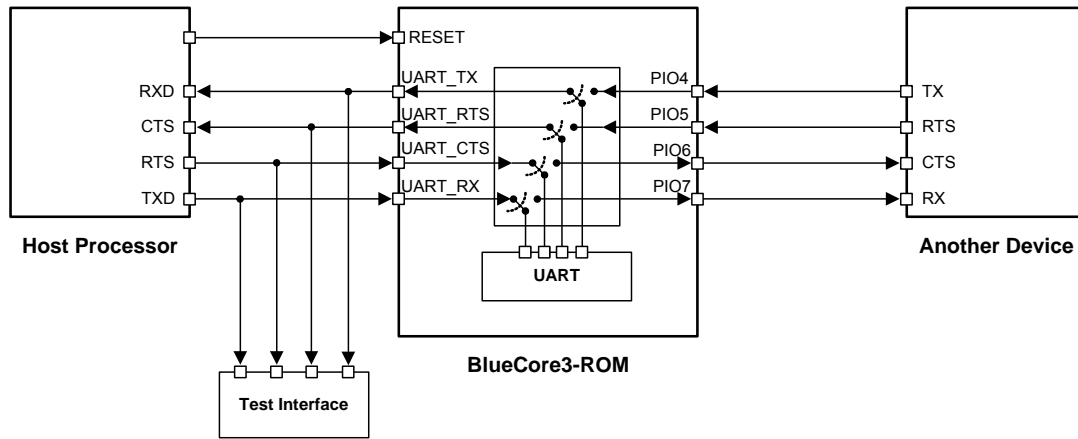 RESET
RXD UART_TX PIO4 TX
CTS UART_RTS PIO5 RTS
RTS UART_CTS PIO6 CTS
TXD UART_RX PIO7 RX
Host Processor Another Device
UART
BlueCore3-ROM
Test Interface